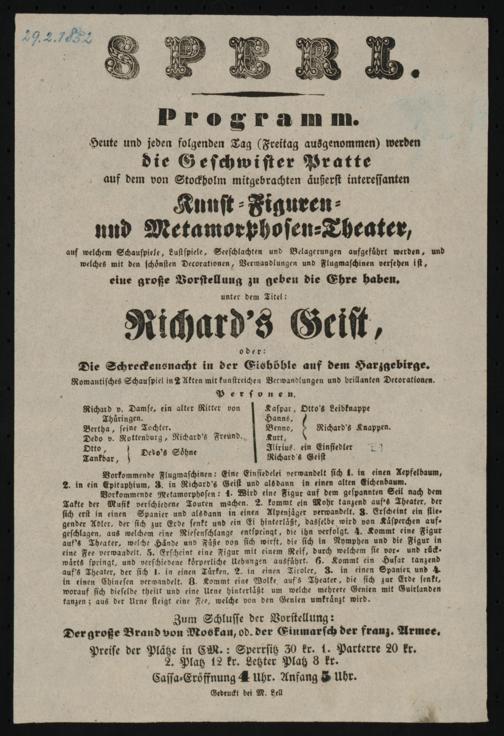 29.2.1832
SPERL.
Programm.
Heute und jeden folgenden Tag (Freitag ausgenommen) werden
die Geschwister Pratte
auf dem von Stockholm mitgebrachten äußerst interessanten
Kunst-Figuren-
und Metamorphosen-Theater,
auf welchem Schauspiele, Lustspiele, Seeschlachten und Belagerungen aufgeführt werden, und
welches mit den schönsten Decorationen, Verwandlungen und Flugmaschinen versehen ist,
eine große Vorstellung zu geben die Ehre haben.
unter dem Titel:
Richard's Geist,
oder:
Die Schreckensnacht in der Eishöhle auf dem Harzgebirge.
Romantisches Schauspiel in 2 Akten mit kunstreichen Verwandlungen und brillanten Decorationen.
Personen.
Richard v. Damse, ein alter Ritter von
Thüringen.
Bertha, seine Tochter.
Dedo v. Rottenburg, Richard's Freund.
Otto,
Tankbar, } Dedo's Söhne
Kaspar, Otto's Leibknappe
Hanns,
Benno, } Richard's Knappen.
Kurt,
Ilirius, ein Einsiedler
Richard's Geist
Vorkommende Flugmaschinen: Eine Einsiedelei verwandelt sich 1. in einen Aepfelbaum,
2. in ein Epitaphium, 3. in Richard's Geist und alsdann in einen alten Eichenbaum.
Vorkommende Metamorphosen: 1. Wird eine Figur auf dem gespannten Seil nach dem
Takte der Musik verschiedene Touren machen. 2. kommt ein Mohr tanzend auf's Theater, der
sich erst in einen Spanier und alsdann in einen Alpenjäger verwandelt. 3. Erscheint ein flie-
gender Adler, der sich zur Erde senkt und ein Ei hinterläßt, dasselbe wird von Käsperchen auf-
geschlagen, aus welchem eine Riesenschlange entspringt, die ihn verfolgt. 4. Kommt eine Figur
auf's Theater, welche Hände und Füße von sich wirft, die sich in Nymphen und die Figur in
eine Fee verwandelt. 5. Erscheint eine Figur mit einem Reif, durch welchem sie vor- und rück-
wärts springt, und verschiedene körperliche Uebungen ausführt. 6. Kommt ein Husar tanzend
auf's Theater, der sich 1. in einen Türken, 2. in einen Tiroler, 3. in einen Spanier, und 4.
in einen Chinesen verwandelt. 8. Kommt eine Wolke auf's Theater, die sich zur Erde senkt,
worauf sich dieselbe theilt und eine Urne hinterläßt um welche mehrere Genien mit Guirlanden
tanzen; aus der Urne steigt eine Fee, welche von den Genien umkränzt wird.
Zum Schlusse der Vorstellung:
Der große Brand von Moskau, od. der Einmarsch der franz. Armee.
Preise der Plätze in CM.: Sperrsitz 30 kr. 1. Parterre 20 kr.
2. Platz 12 kr. Letzter Platz 8 kr.
Cassa-Eröffnung 4 Uhr. Anfang 5 Uhr.
Gedruckt bei M. Lell